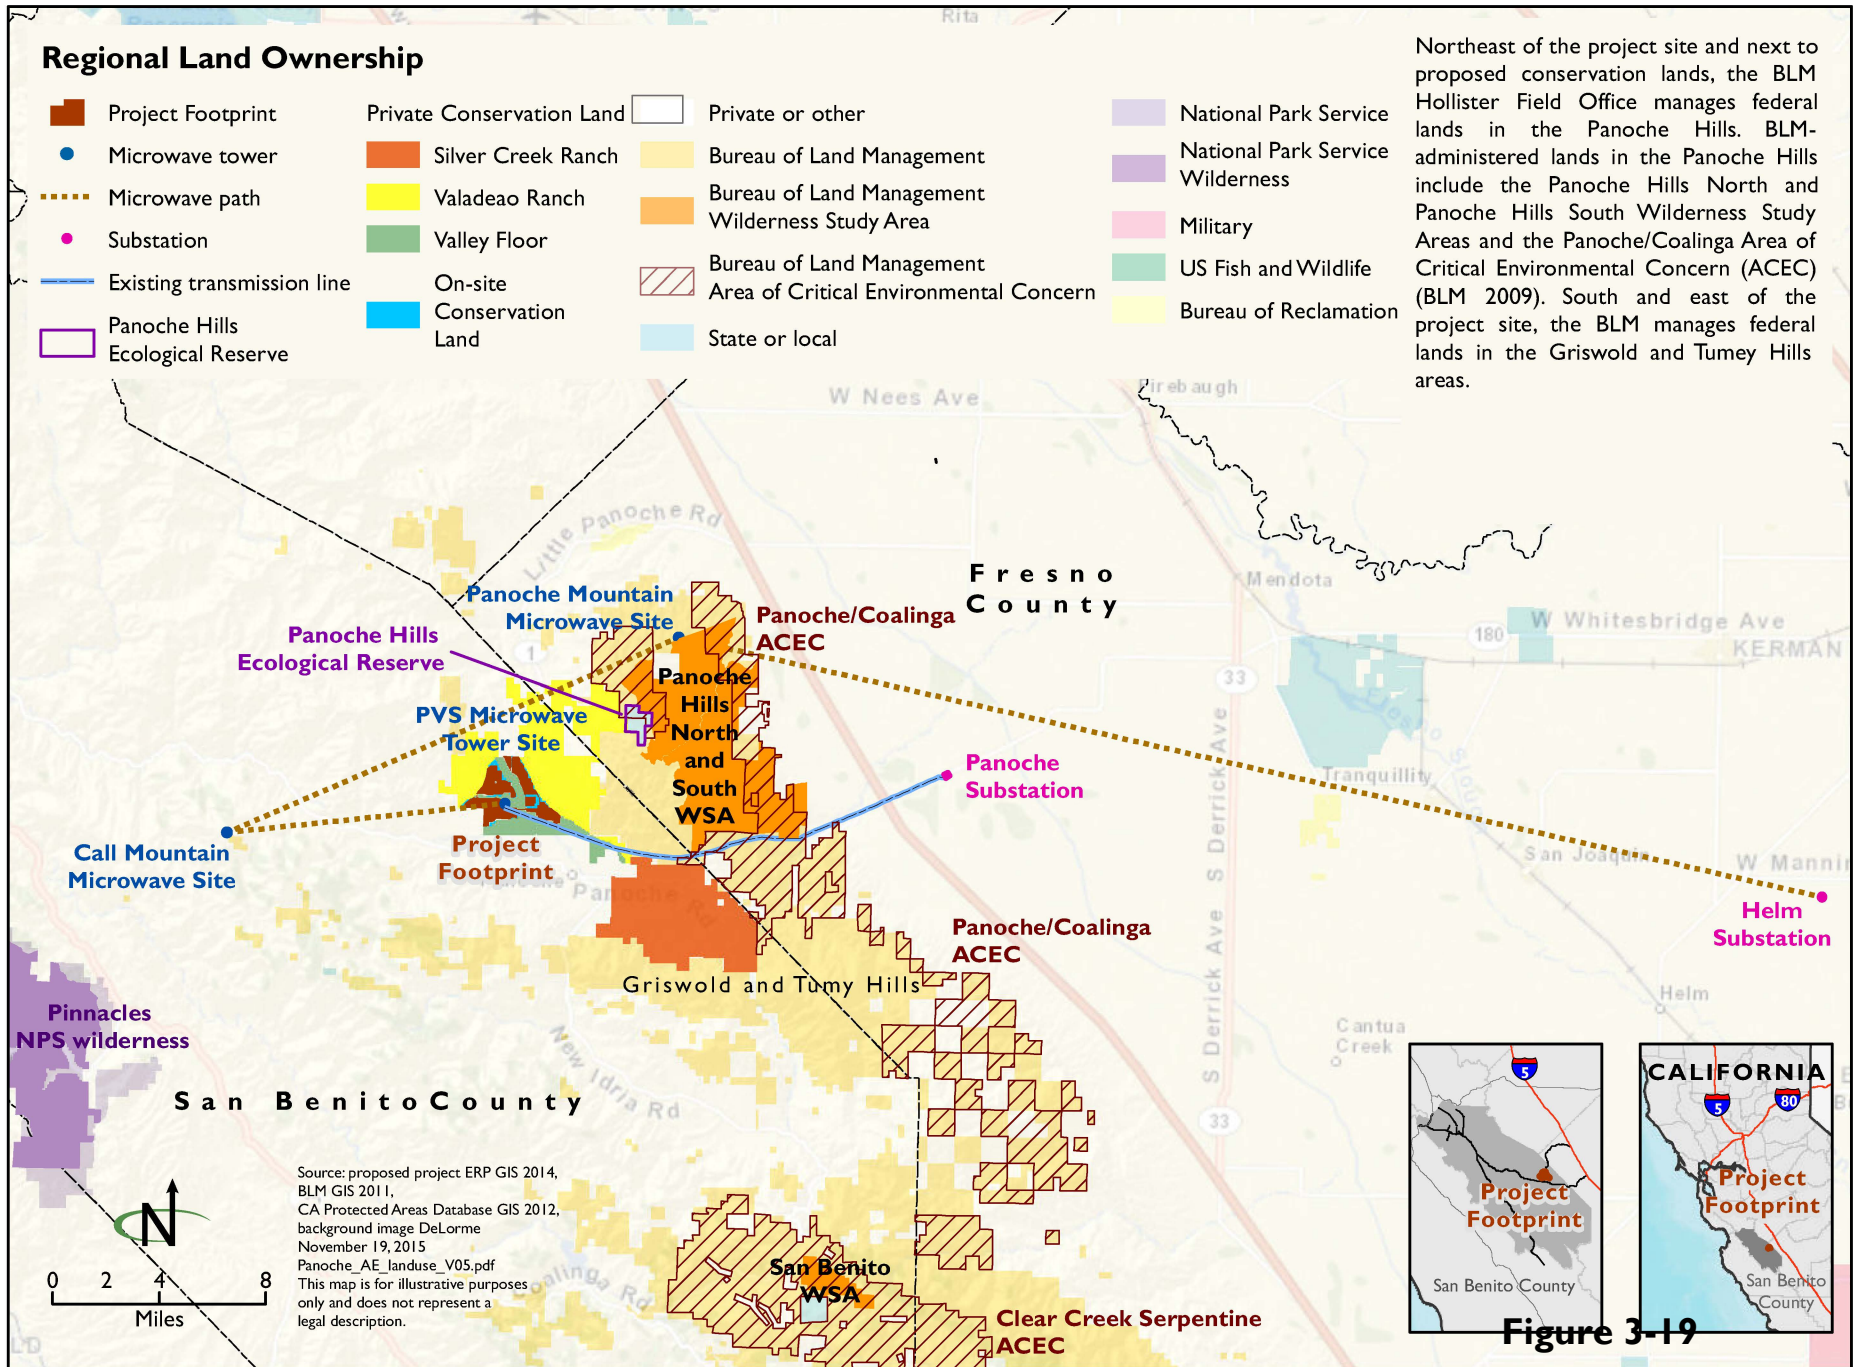 Rita
Regional Land Ownership
Project Footprint
Microwave tower
Microwave path
Substation
Existing transmission line
Panoche Hills
Ecological Reserve
Private Conservation Land
Silver Creek Ranch
Valadeao Ranch
Valley Floor
On-site
Conservation
Land
Private or other
Bureau of Land Management
Bureau of Land Management
Wilderness Study Area
Bureau of Land Management
Area of Critical Environmental Concern
State or local
National Park Service
National Park Service
Wilderness
Military
US Fish and Wildlife
Bureau of Reclamation
Northeast of the project site and next to
proposed conservation lands, the BLM
Hollister Field Office manages federal
lands in the Panoche Hills. BLM-
administered lands in the Panoche Hills
include the Panoche Hills North and
Panoche Hills South Wilderness Study
Areas and the Panoche/Coalinga Area of
Critical Environmental Concern (ACEC)
(BLM 2009). South and east of the
project site, the BLM manages federal
lands in the Griswold and Tumey Hills
areas.
Firebaugh
W Nees Ave
Little Panoche Rd
Fresno
County
Mendota
W Whitesbridge Ave
180
KERMAN
Panoche Mountain
Microwave Site
Panoche/Coalinga
ACEC
Panoche Hills
Ecological Reserve
1
33
Panoche
Hills
North
and
South
WSA
PVS Microwave
Tower Site
Fresno Slough
Panoche
Substation
Tranquillity
S Derrick Ave
S Derrick Ave
Call Mountain
Microwave Site
Project
Footprint
Panoche
Panoche Rd
San Joaquin
W Mannin
Helm
Substation
Panoche/Coalinga
ACEC
Griswold and Tumy Hills
Helm
Pinnacles
NPS wilderness
Cantua
Creek
New Idria Rd
San Benito County
33
Source: proposed project ERP GIS 2014,
BLM GIS 2011,
CA Protected Areas Database GIS 2012,
background image DeLorme
November 19, 2015
Panoche_AE_landuse_V05.pdf
This map is for illustrative purposes
only and does not represent a
legal description.
N
0 2 4 8
Miles
Coalinga Rd
San Benito
WSA
Clear Creek Serpentine
ACEC
5
Project
Footprint
San Benito County
CALIFORNIA
5
80
Project
Footprint
San Benito
County
Figure 3-19